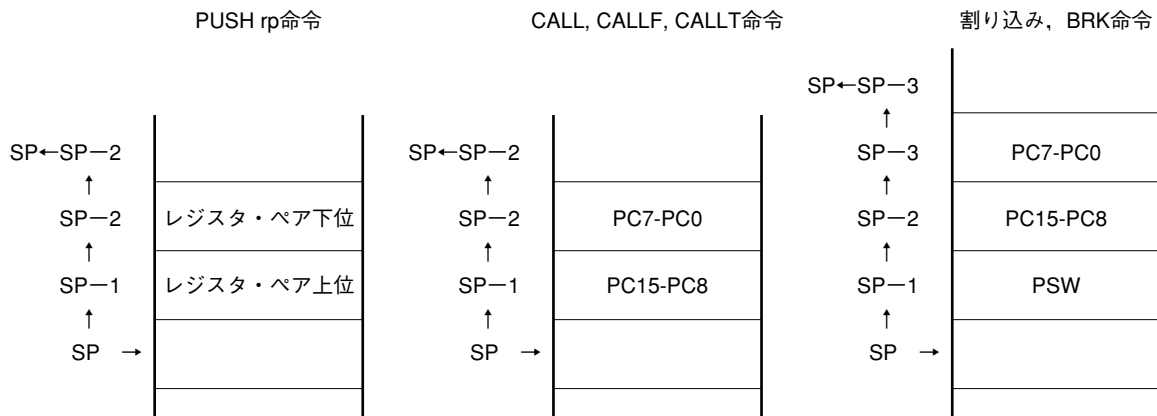 PUSH rp命令
SP←SP－2
↑
SP－2 レジスタ・ペア下位
↑
SP－1 レジスタ・ペア上位
↑
SP →
CALL, CALLF, CALLT命令
SP←SP－2
↑
SP－2 PC7-PC0
↑
SP－1 PC15-PC8
↑
SP →
割り込み，BRK命令
SP←SP－3
↑
SP－3 PC7-PC0
↑
SP－2 PC15-PC8
↑
SP－1 PSW
↑
SP →